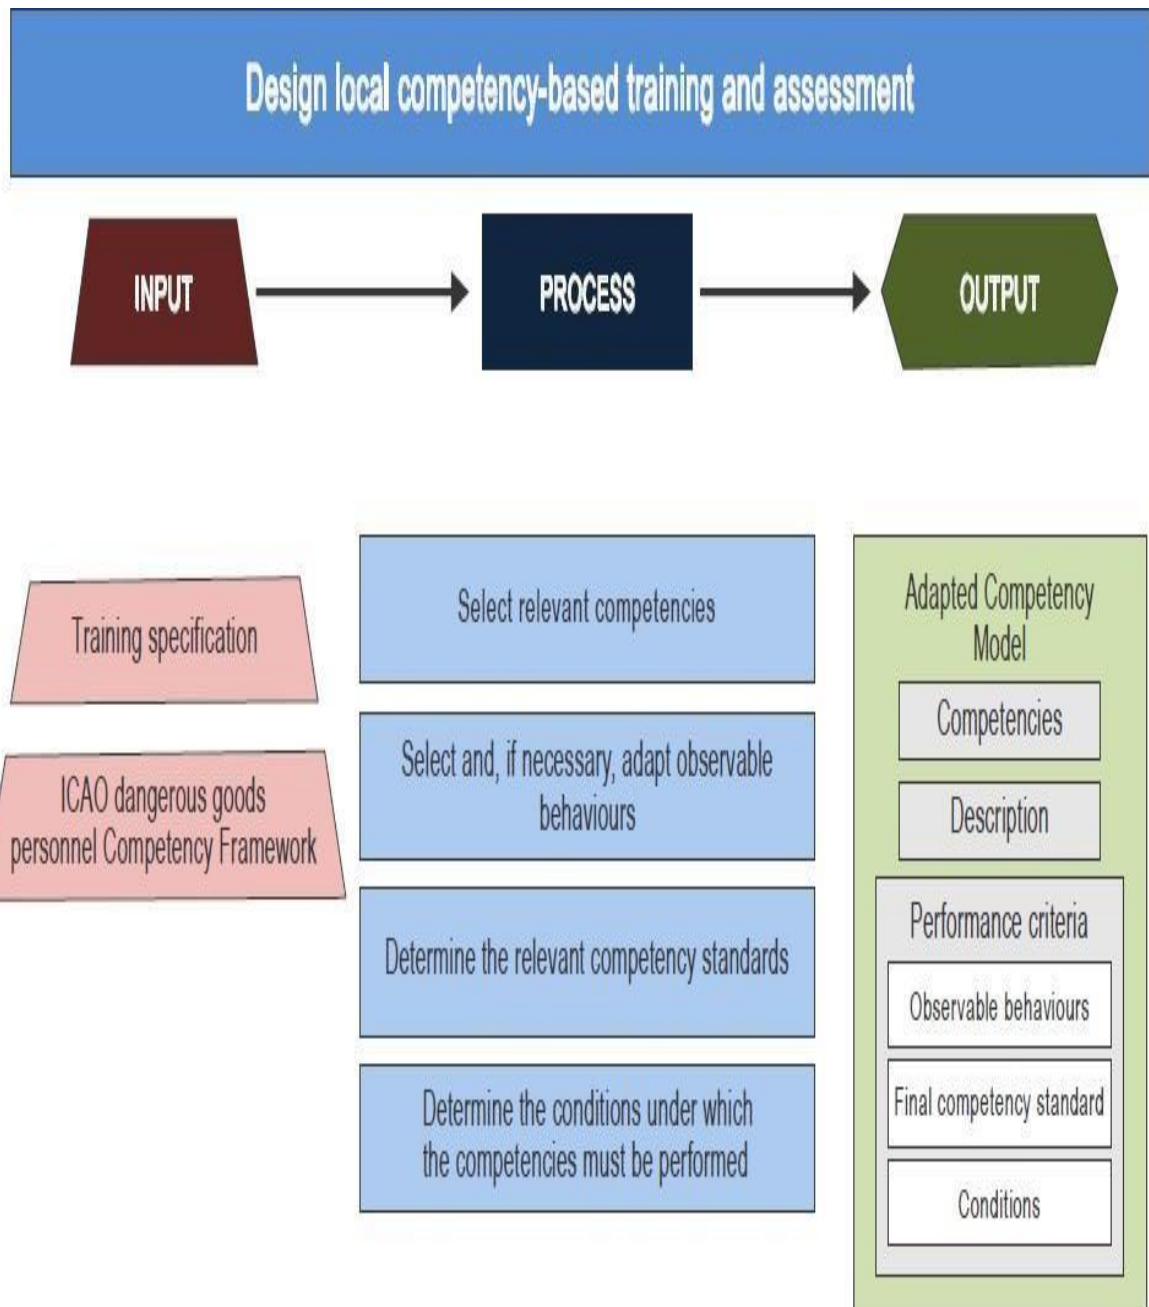 Design local competency-based training and assessment
INPUT
PROCESS
OUTPUT
Training specification
ICAO dangerous goods
personnel Competency Framework
Select relevant competencies
Select and, if necessary, adapt observable
behaviours
Determine the relevant competency standards
Determine the conditions under which
the competencies must be performed
Adapted Competency
Model
Competencies
Description
Performance criteria
Observable behaviours
Final competency standard
Conditions